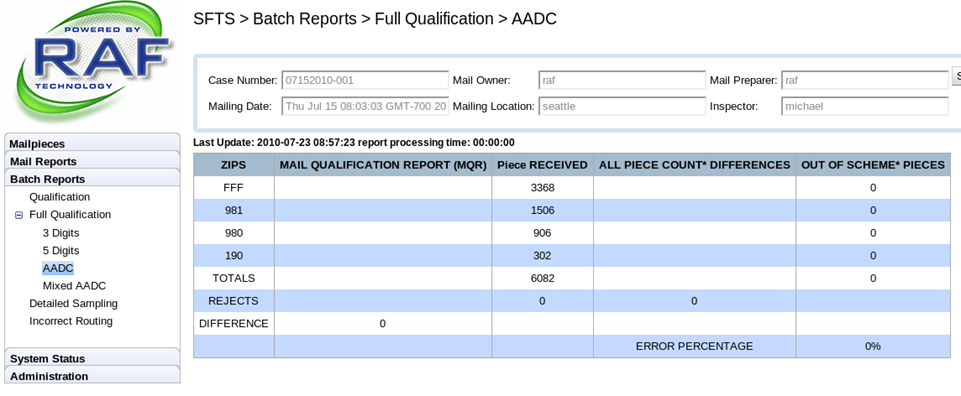 POWERED BY
RAF
TECHNOLOGY
SFTS > Batch Reports > Full Qualification > AADC
Case Number: 07152010-001 Mail Owner: raf Mail Preparer: raf S
Mailing Date: Thu Jul 15 08:03:03 GMT-700 20 Mailing Location: seattle Inspector: michael
Mailpieces
Mail Reports
Batch Reports
Qualification
Full Qualification
3 Digits
5 Digits
AADC
Mixed AADC
Detailed Sampling
Incorrect Routing
System Status
Administration
Last Update: 2010-07-23 08:57:23 report processing time: 00:00:00
ZIPS MAIL QUALIFICATION REPORT (MQR) Piece RECEIVED ALL PIECE COUNT* DIFFERENCES OUT OF SCHEME* PIECES
FFF 3368 0
981 1506 0
980 906 0
190 302 0
TOTALS 6082 0
REJECTS 0 0
DIFFERENCE 0
ERROR PERCENTAGE 0%